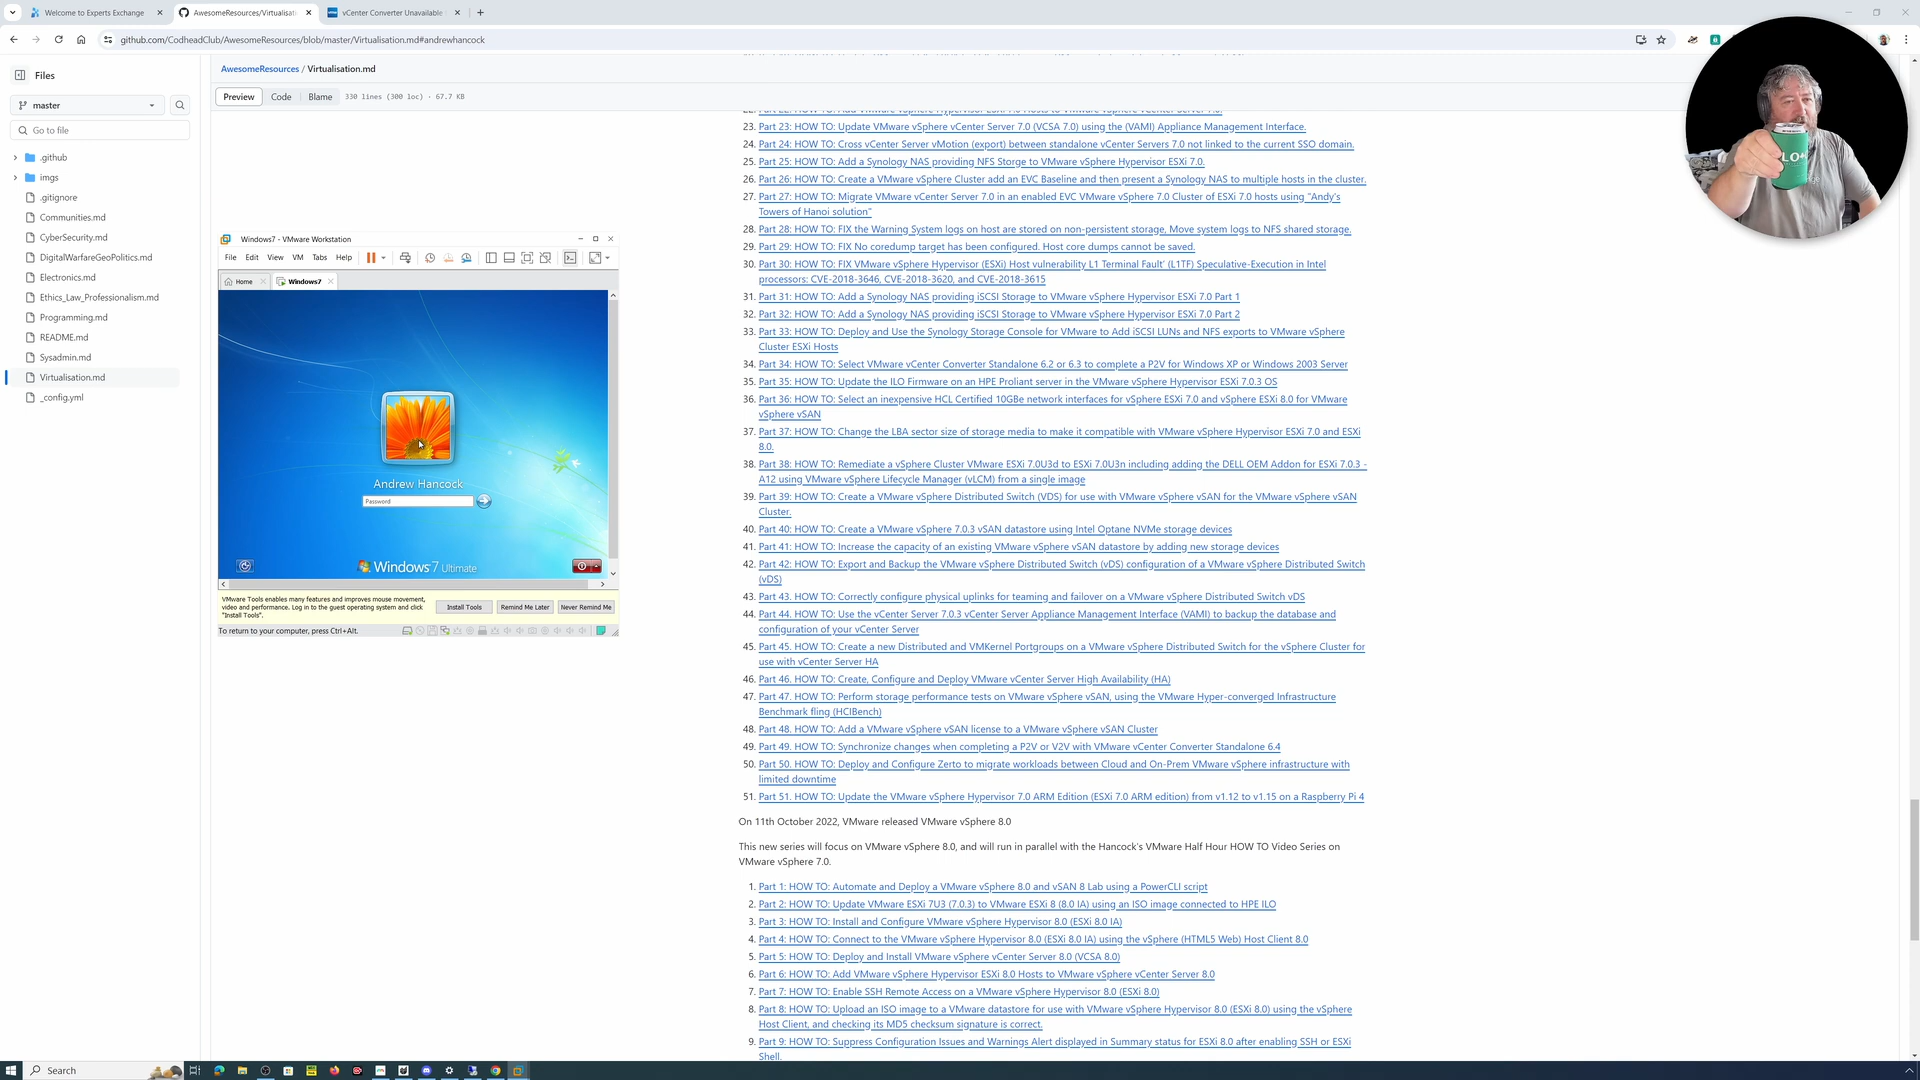 Welcome to Experts Exchange
AwesomeResources/Virtualisati
vCenter Converter Unavailable
github.com/CodheadClub/AwesomeResources/blob/master/Virtualisation.md#andrewhancock
Files
master
Go to file
.github
imgs
.gitignore
Communities.md
CyberSecurity.md
DigitalWarfareGeoPolitics.md
Electronics.md
Ethics_Law_Professionalism.md
Programming.md
README.md
Sysadmin.md
Virtualisation.md
_config.yml
AwesomeResources / Virtualisation.md
Preview Code Blame 330 lines (300 loc) · 67.7 KB
23. Part 23: HOW TO: Update VMware vSphere vCenter Server 7.0 (VCSA 7.0) using the (VAMI) Appliance Management Interface.
24. Part 24: HOW TO: Cross vCenter Server vMotion (export) between standalone vCenter Servers 7.0 not linked to the current SSO domain.
25. Part 25: HOW TO: Add a Synology NAS providing NFS Storge to VMware vSphere Hypervisor ESXi 7.0.
26. Part 26: HOW TO: Create a VMware vSphere Cluster add an EVC Baseline and then present a Synology NAS to multiple hosts in the cluster.
27. Part 27: HOW TO: Migrate VMware vCenter Server 7.0 in an enabled EVC VMware vSphere 7.0 Cluster of ESXi 7.0 hosts using "Andy's
Towers of Hanoi solution"
28. Part 28: HOW TO: FIX the Warning System logs on host are stored on non-persistent storage, Move system logs to NFS shared storage.
29. Part 29: HOW TO: FIX No coredump target has been configured. Host core dumps cannot be saved.
30. Part 30: HOW TO: FIX VMware vSphere Hypervisor (ESXi) Host vulnerability L1 Terminal Fault' (L1TF) Speculative-Execution in Intel
processors: CVE-2018-3646, CVE-2018-3620, and CVE-2018-3615
31. Part 31: HOW TO: Add a Synology NAS providing iSCSI Storage to VMware vSphere Hypervisor ESXi 7.0 Part 1
32. Part 32: HOW TO: Add a Synology NAS providing iSCSI Storage to VMware vSphere Hypervisor ESXi 7.0 Part 2
33. Part 33: HOW TO: Deploy and Use the Synology Storage Console for VMware to Add iSCSI LUNs and NFS exports to VMware vSphere
Cluster ESXi Hosts
34. Part 34: HOW TO: Select VMware vCenter Converter Standalone 6.2 or 6.3 to complete a P2V for Windows XP or Windows 2003 Server
35. Part 35: HOW TO: Update the ILO Firmware on an HPE Proliant server in the VMware vSphere Hypervisor ESXi 7.0.3 OS
36. Part 36: HOW TO: Select an inexpensive HCL Certified 10GBe network interfaces for vSphere ESXi 7.0 and vSphere ESXi 8.0 for VMware
vSphere vSAN
37. Part 37: HOW TO: Change the LBA sector size of storage media to make it compatible with VMware vSphere Hypervisor ESXi 7.0 and ESXi
8.0.
38. Part 38: HOW TO: Remediate a vSphere Cluster VMware ESXi 7.0U3d to ESXi 7.0U3n including adding the DELL OEM Addon for ESXi 7.0.3 -
A12 using VMware vSphere Lifecycle Manager (vLCM) from a single image
39. Part 39: HOW TO: Create a VMware vSphere Distributed Switch (VDS) for use with VMware vSphere vSAN for the VMware vSphere vSAN
Cluster.
40. Part 40: HOW TO: Create a VMware vSphere 7.0.3 vSAN datastore using Intel Optane NVMe storage devices
41. Part 41: HOW TO: Increase the capacity of an existing VMware vSphere vSAN datastore by adding new storage devices
42. Part 42: HOW TO: Export and Backup the VMware vSphere Distributed Switch (vDS) configuration of a VMware vSphere Distributed Switch
(vDS)
43. Part 43. HOW TO: Correctly configure physical uplinks for teaming and failover on a VMware vSphere Distributed Switch vDS
44. Part 44. HOW TO: Use the vCenter Server 7.0.3 vCenter Server Appliance Management Interface (VAMI) to backup the database and
configuration of your vCenter Server
45. Part 45. HOW TO: Create a new Distributed and VMKernel Portgroups on a VMware vSphere Distributed Switch for the vSphere Cluster for
use with vCenter Server HA
46. Part 46. HOW TO: Create, Configure and Deploy VMware vCenter Server High Availability (HA)
47. Part 47. HOW TO: Perform storage performance tests on VMware vSphere vSAN, using the VMware Hyper-converged Infrastructure
Benchmark fling (HCIBench)
48. Part 48. HOW TO: Add a VMware vSphere vSAN license to a VMware vSphere vSAN Cluster
49. Part 49. HOW TO: Synchronize changes when completing a P2V or V2V with VMware vCenter Converter Standalone 6.4
50. Part 50. HOW TO: Deploy and Configure Zerto to migrate workloads between Cloud and On-Prem VMware vSphere infrastructure with
limited downtime
51. Part 51. HOW TO: Update the VMware vSphere Hypervisor 7.0 ARM Edition (ESXi 7.0 ARM edition) from v1.12 to v1.15 on a Raspberry Pi 4
On 11th October 2022, VMware released VMware vSphere 8.0
This new series will focus on VMware vSphere 8.0, and will run in parallel with the Hancock's VMware Half Hour HOW TO Video Series on
VMware vSphere 7.0.
1. Part 1: HOW TO: Automate and Deploy a VMware vSphere 8.0 and vSAN 8 Lab using a PowerCLI script
2. Part 2: HOW TO: Update VMware ESXi 7U3 (7.0.3) to VMware ESXi 8 (8.0 IA) using an ISO image connected to HPE ILO
3. Part 3: HOW TO: Install and Configure VMware vSphere Hypervisor 8.0 (ESXi 8.0 IA)
4. Part 4: HOW TO: Connect to the VMware vSphere Hypervisor 8.0 (ESXi 8.0 IA) using the vSphere (HTML5 Web) Host Client 8.0
5. Part 5: HOW TO: Deploy and Install VMware vSphere vCenter Server 8.0 (VCSA 8.0)
6. Part 6: HOW TO: Add VMware vSphere Hypervisor ESXi 8.0 Hosts to VMware vSphere vCenter Server 8.0
7. Part 7: HOW TO: Enable SSH Remote Access on a VMware vSphere Hypervisor 8.0 (ESXi 8.0)
8. Part 8: HOW TO: Upload an ISO image to a VMware datastore for use with VMware vSphere Hypervisor 8.0 (ESXi 8.0) using the vSphere
Host Client, and checking its MD5 checksum signature is correct.
9. Part 9: HOW TO: Suppress Configuration Issues and Warnings Alert displayed in Summary status for ESXi 8.0 after enabling SSH or ESXi
Shell.
Windows7 - VMware Workstation
File Edit View VM Tabs Help
Home Windows7
Andrew Hancock
Password
Windows 7 Ultimate
VMware Tools enables many features and improves mouse movement,
video and performance. Log in to the guest operating system and click
"Install Tools".
Install Tools Remind Me Later Never Remind Me
To return to your computer, press Ctrl+Alt.
Search